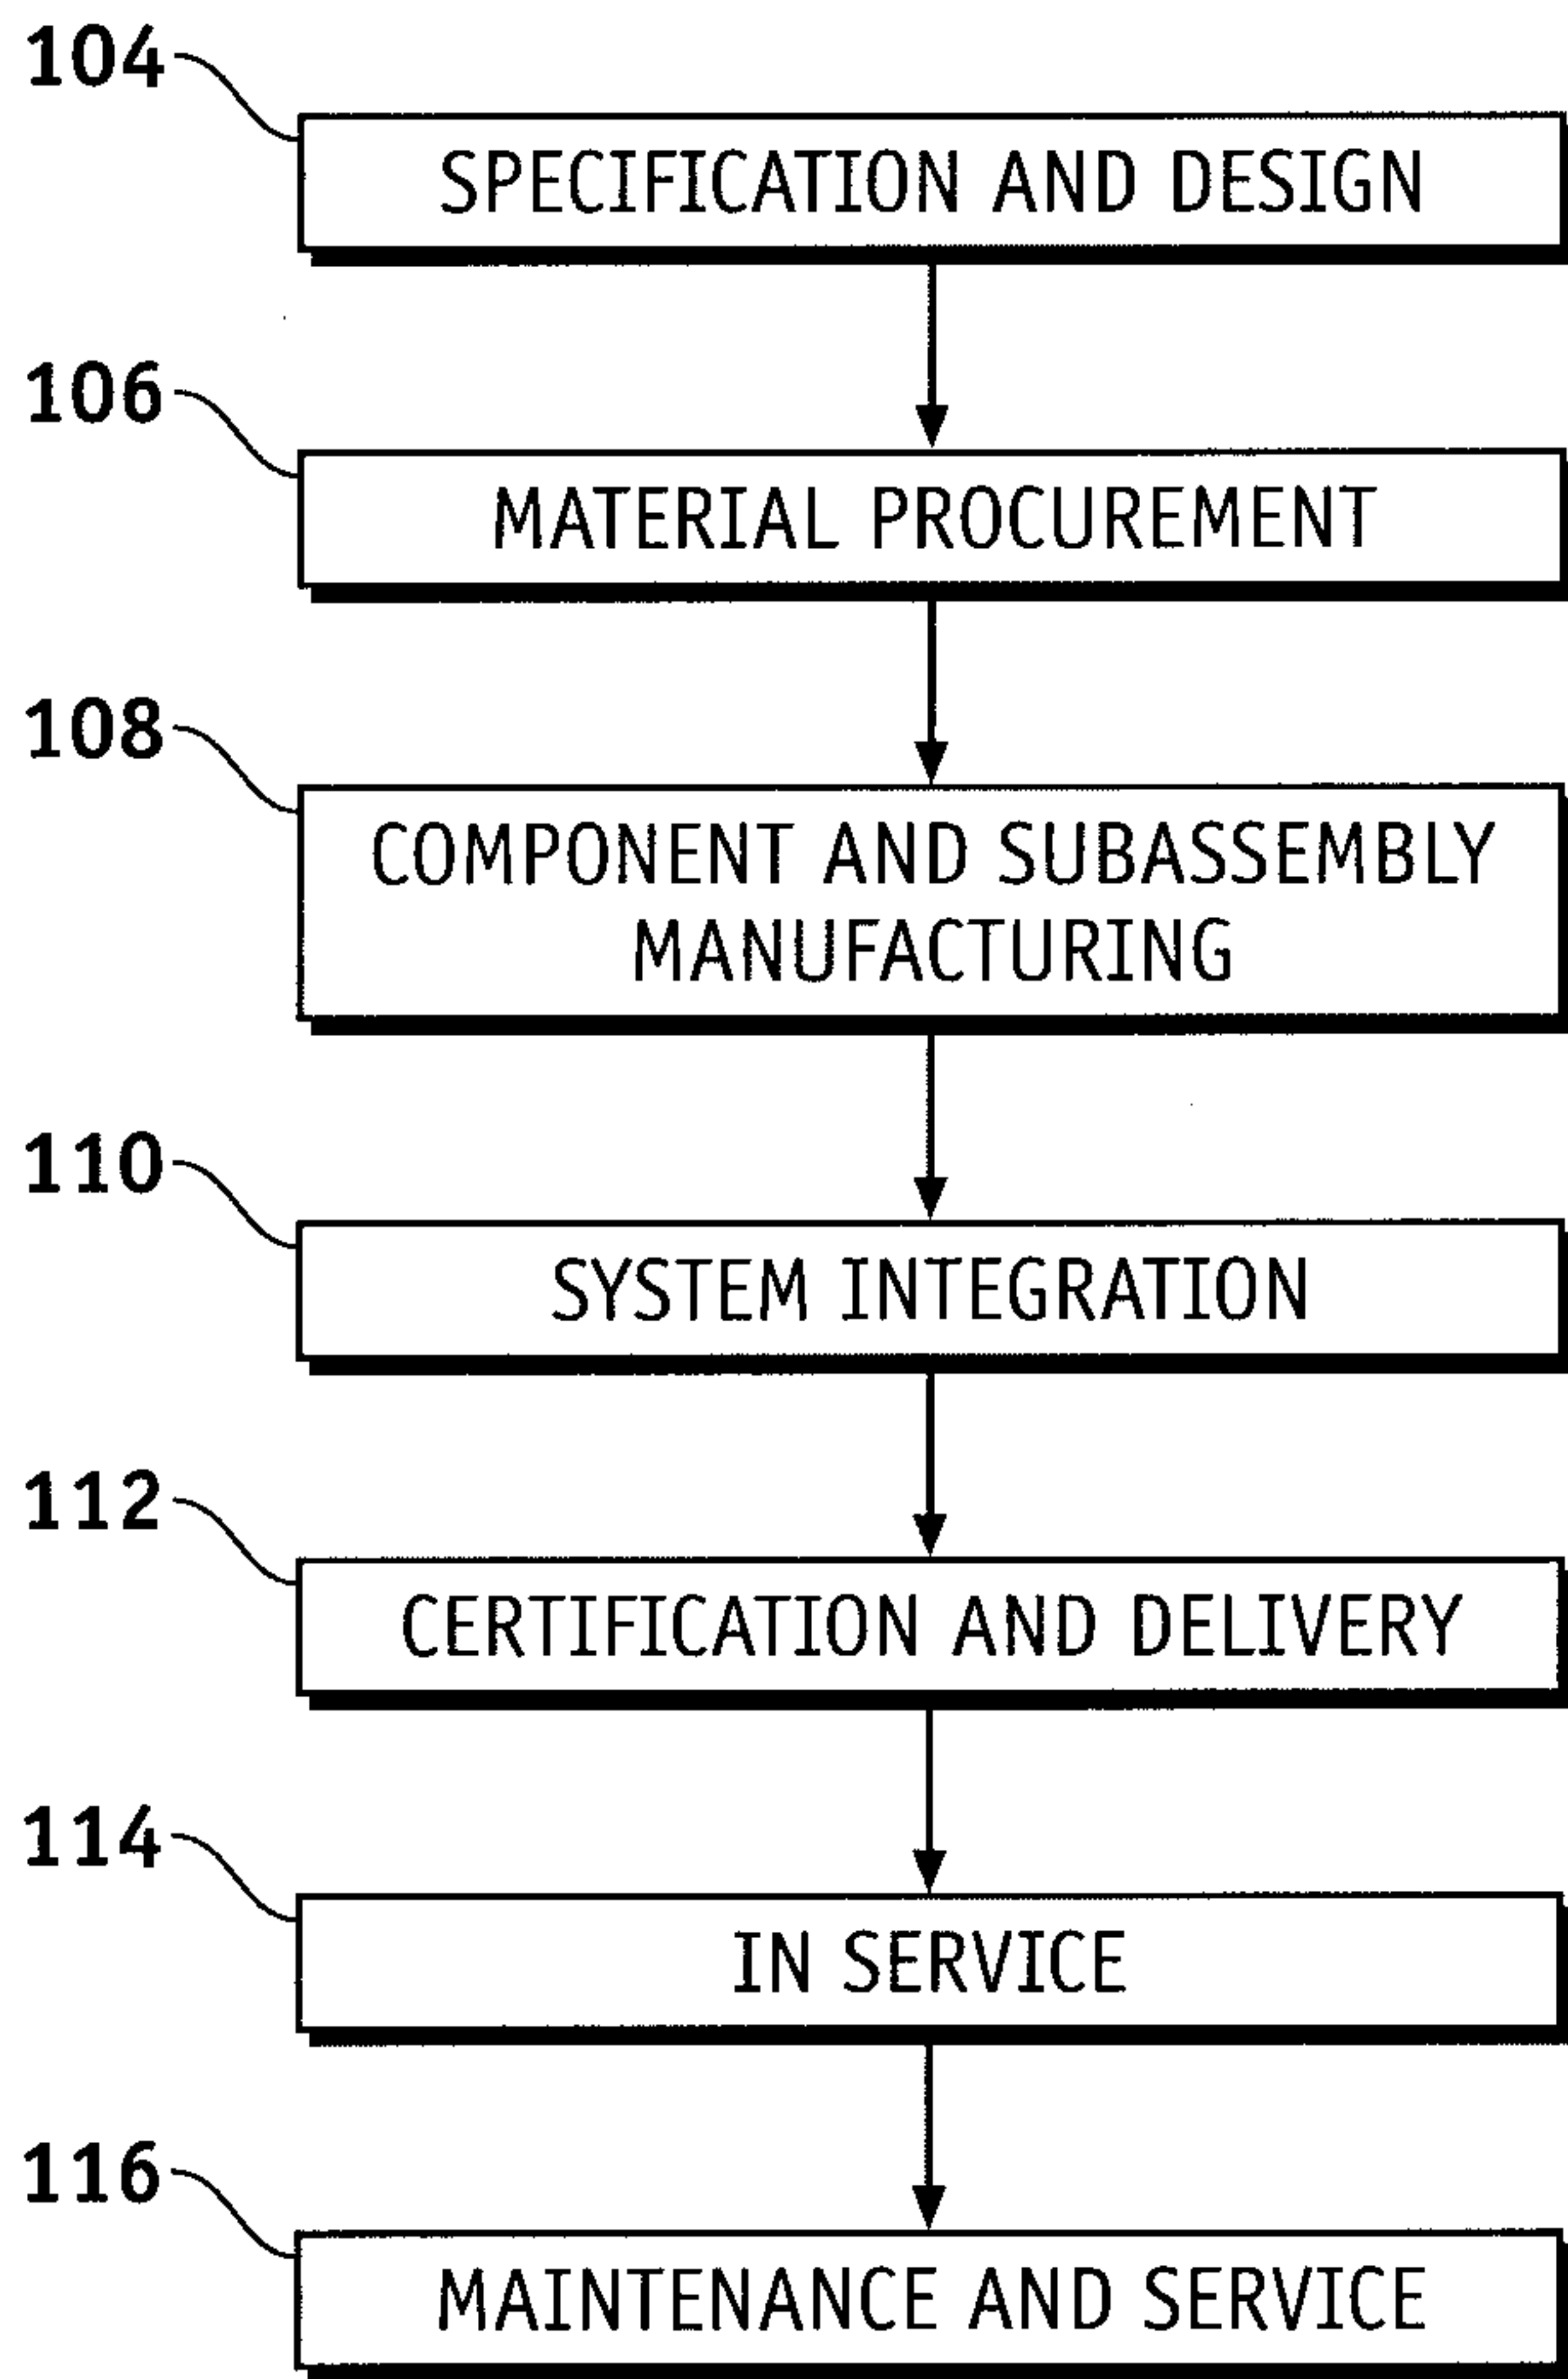 104
SPECIFICATION AND DESIGN
106
MATERIAL PROCUREMENT
108
COMPONENT AND SUBASSEMBLY
MANUFACTURING
110
SYSTEM INTEGRATION
112
CERTIFICATION AND DELIVERY
114
IN SERVICE
116
MAINTENANCE AND SERVICE